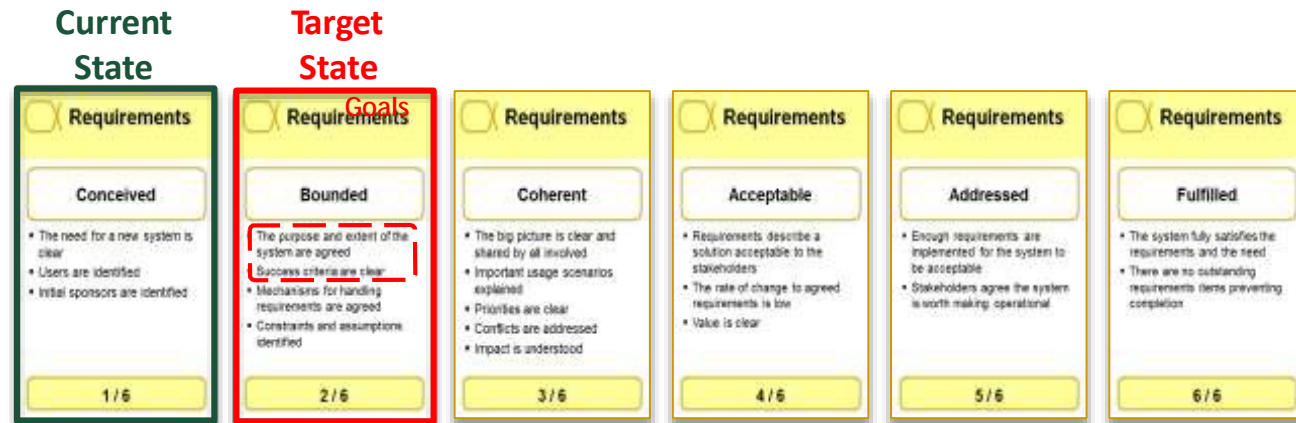 Current
State
Target
State
Goals
Requirements
Conceived
• The need for a new system is
clear
• Users are identified
• Initial sponsors are identified
1 / 6
Requirements
Bounded
The purpose and extent of the
system are agreed
• Success criteria are clear
• Mechanisms for handling
requirements are agreed
• Constraints and assumptions
identified
2 / 6
Requirements
Coherent
• The big picture is clear and
shared by all involved
• Important usage scenarios
explained
• Priorities are clear
• Conflicts are addressed
• Impact is understood
3 / 6
Requirements
Acceptable
• Requirements describe a
solution acceptable to the
stakeholders
• The rate of change to agreed
requirements is low
• Value is clear
4 / 6
Requirements
Addressed
• Enough requirements are
implemented for the system to
be acceptable
• Stakeholders agree the system
is worth making operational
5 / 6
Requirements
Fulfilled
• The system fully satisfies the
requirements and the need
• There are no outstanding
requirements items preventing
completion
6 / 6